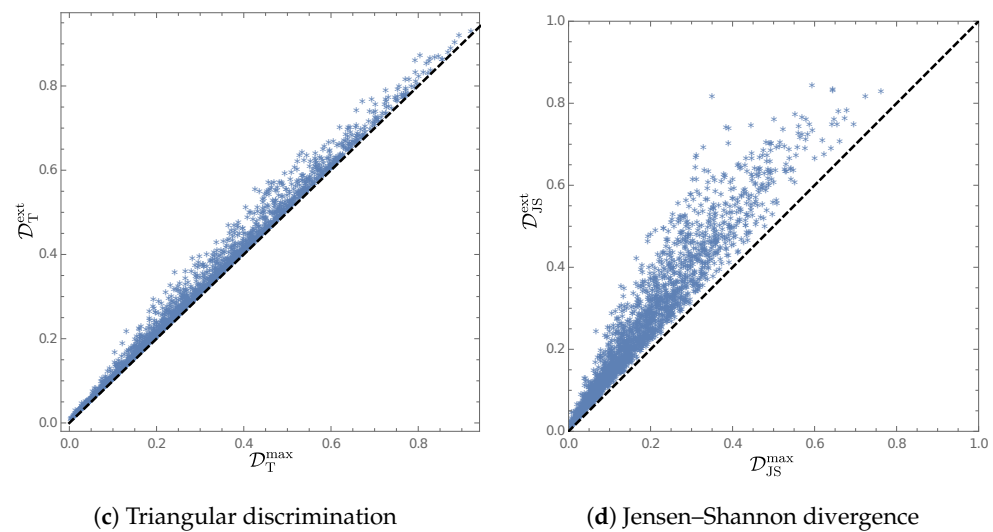 0.8
0.6
0.4
0.2
0.0
𝒟_T^ext
0.0 0.2 0.4 0.6 0.8
𝒟_T^max
1.0
0.8
0.6
0.4
0.2
0.0
𝒟_JS^ext
0.0 0.2 0.4 0.6 0.8 1.0
𝒟_JS^max
(c) Triangular discrimination
(d) Jensen–Shannon divergence